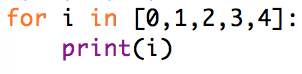 for i in [0,1,2,3,4]:
    print(i)